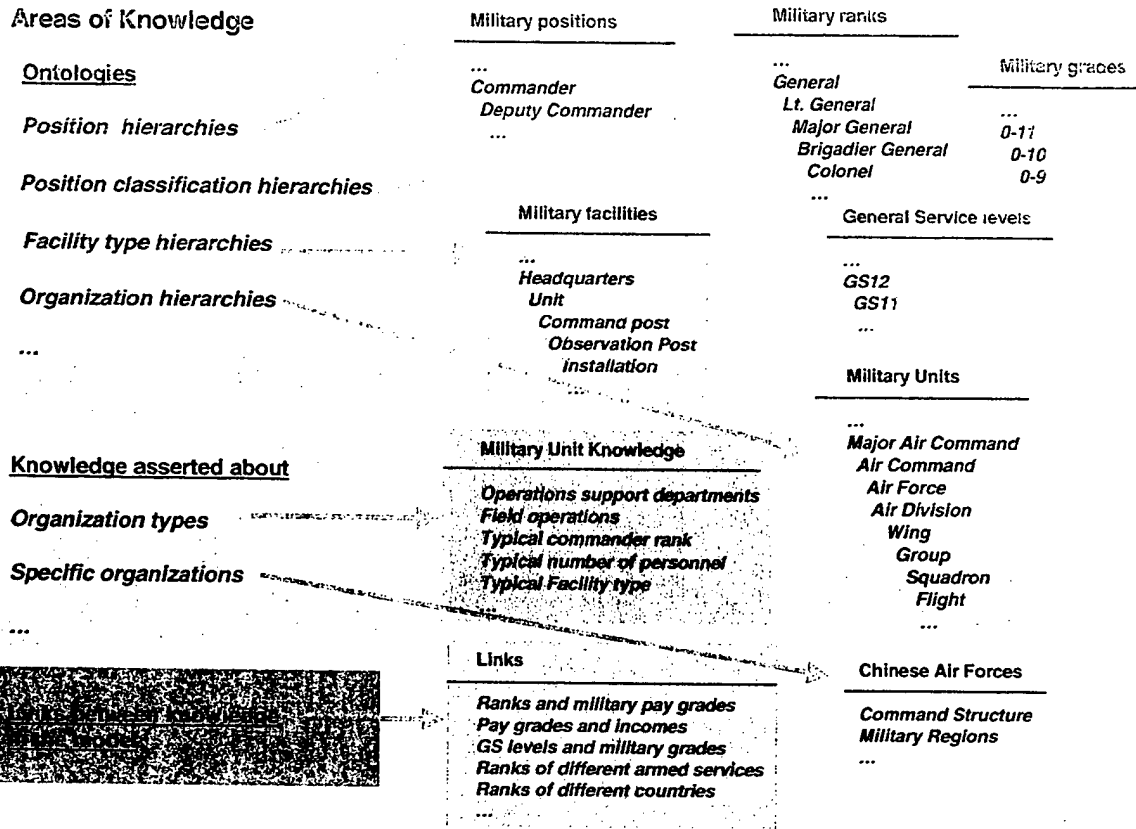 Areas of Knowledge
Ontologies
Position hierarchies
Position classification hierarchies
Facility type hierarchies
Organization hierarchies
...
Knowledge asserted about
Organization types
Specific organizations
...
Links between knowledge
Military positions
...
Commander
Deputy Commander
...
Military ranks
...
General
Lt. General
Major General
Brigadier General
Colonel
...
Military grades
...
0-11
0-10
0-9
Military facilities
...
Headquarters
Unit
Command post
Observation Post
Installation
...
General Service levels
...
GS12
GS11
...
Military Units
...
Major Air Command
Air Command
Air Force
Air Division
Wing
Group
Squadron
Flight
...
Military Unit Knowledge
Operations support departments
Field operations
Typical commander rank
Typical number of personnel
Typical Facility type
...
Links
Ranks and military pay grades
Pay grades and incomes
GS levels and military grades
Ranks of different armed services
Ranks of different countries
...
Chinese Air Forces
Command Structure
Military Regions
...